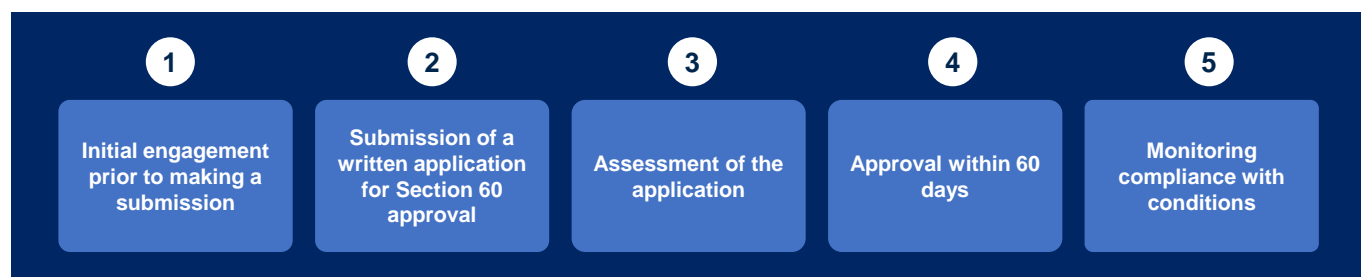 1
Initial engagement
prior to making a
submission
2
Submission of a
written application
for Section 60
approval
3
Assessment of the
application
4
Approval within 60
days
5
Monitoring
compliance with
conditions